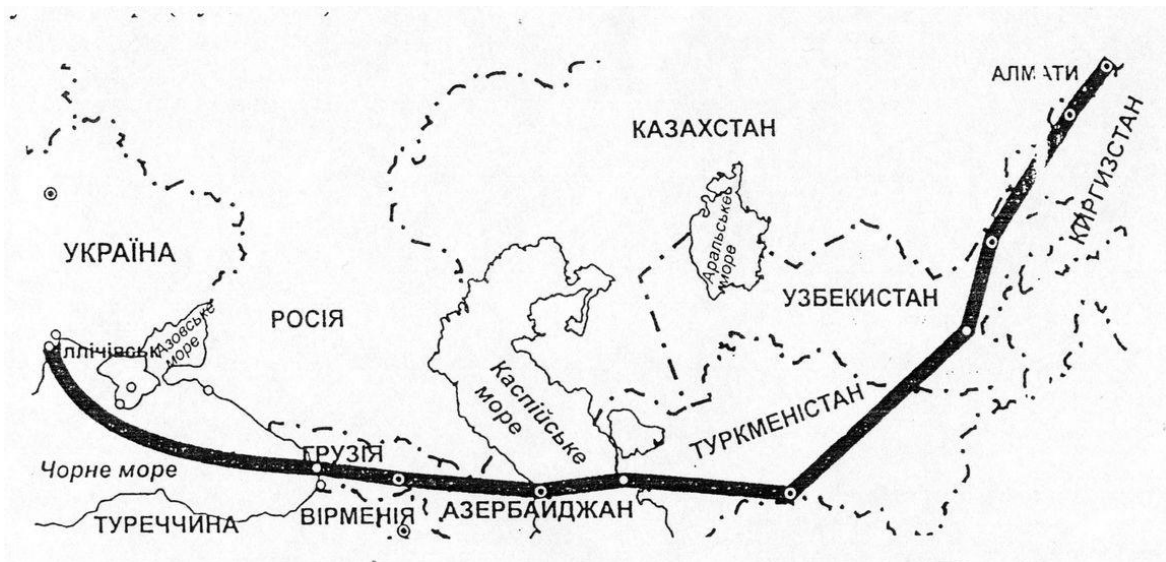 АЛМАТИ
КАЗАХСТАН
КИРГИЗСТАН
Аральське
море
УКРАЇНА
УЗБЕКИСТАН
РОСІЯ
Азовське
море
Іллічівськ
Каспійське
море
ТУРКМЕНІСТАН
ГРУЗІЯ
Чорне море
ВІРМЕНІЯ
АЗЕРБАЙДЖАН
ТУРЕЧЧИНА